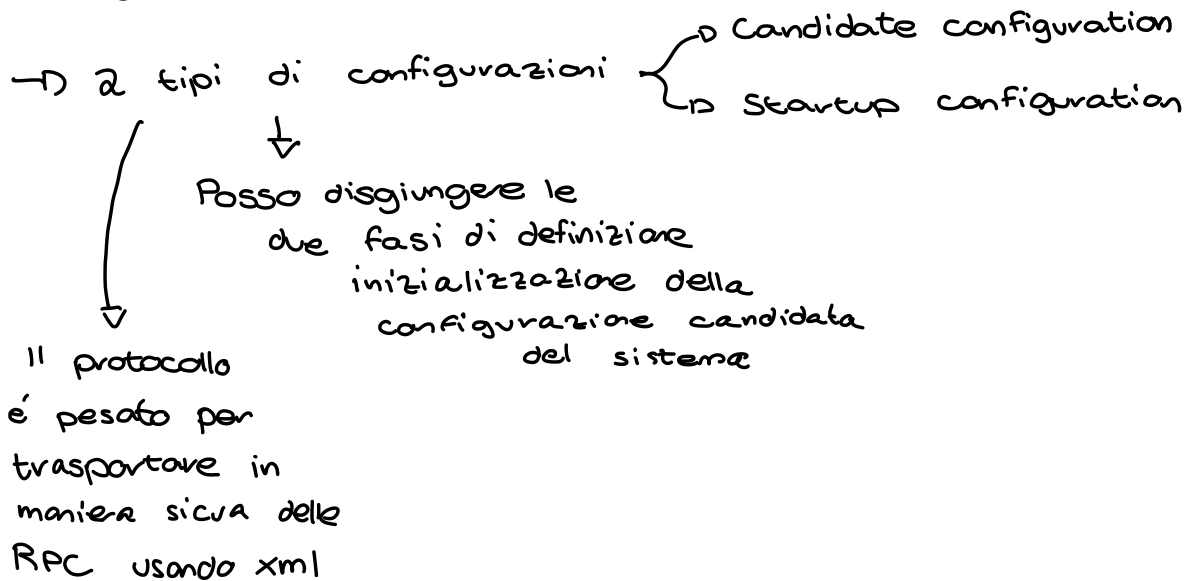 2 tipi di configurazioni
Candidate configuration
Startup configuration
Posso disgiungere le
due fasi di definizione
inizializzazione della
configurazione candidata
del sistema
Il protocollo
é pesato per
trasportare in
maniera sicura delle
RPC usando xml